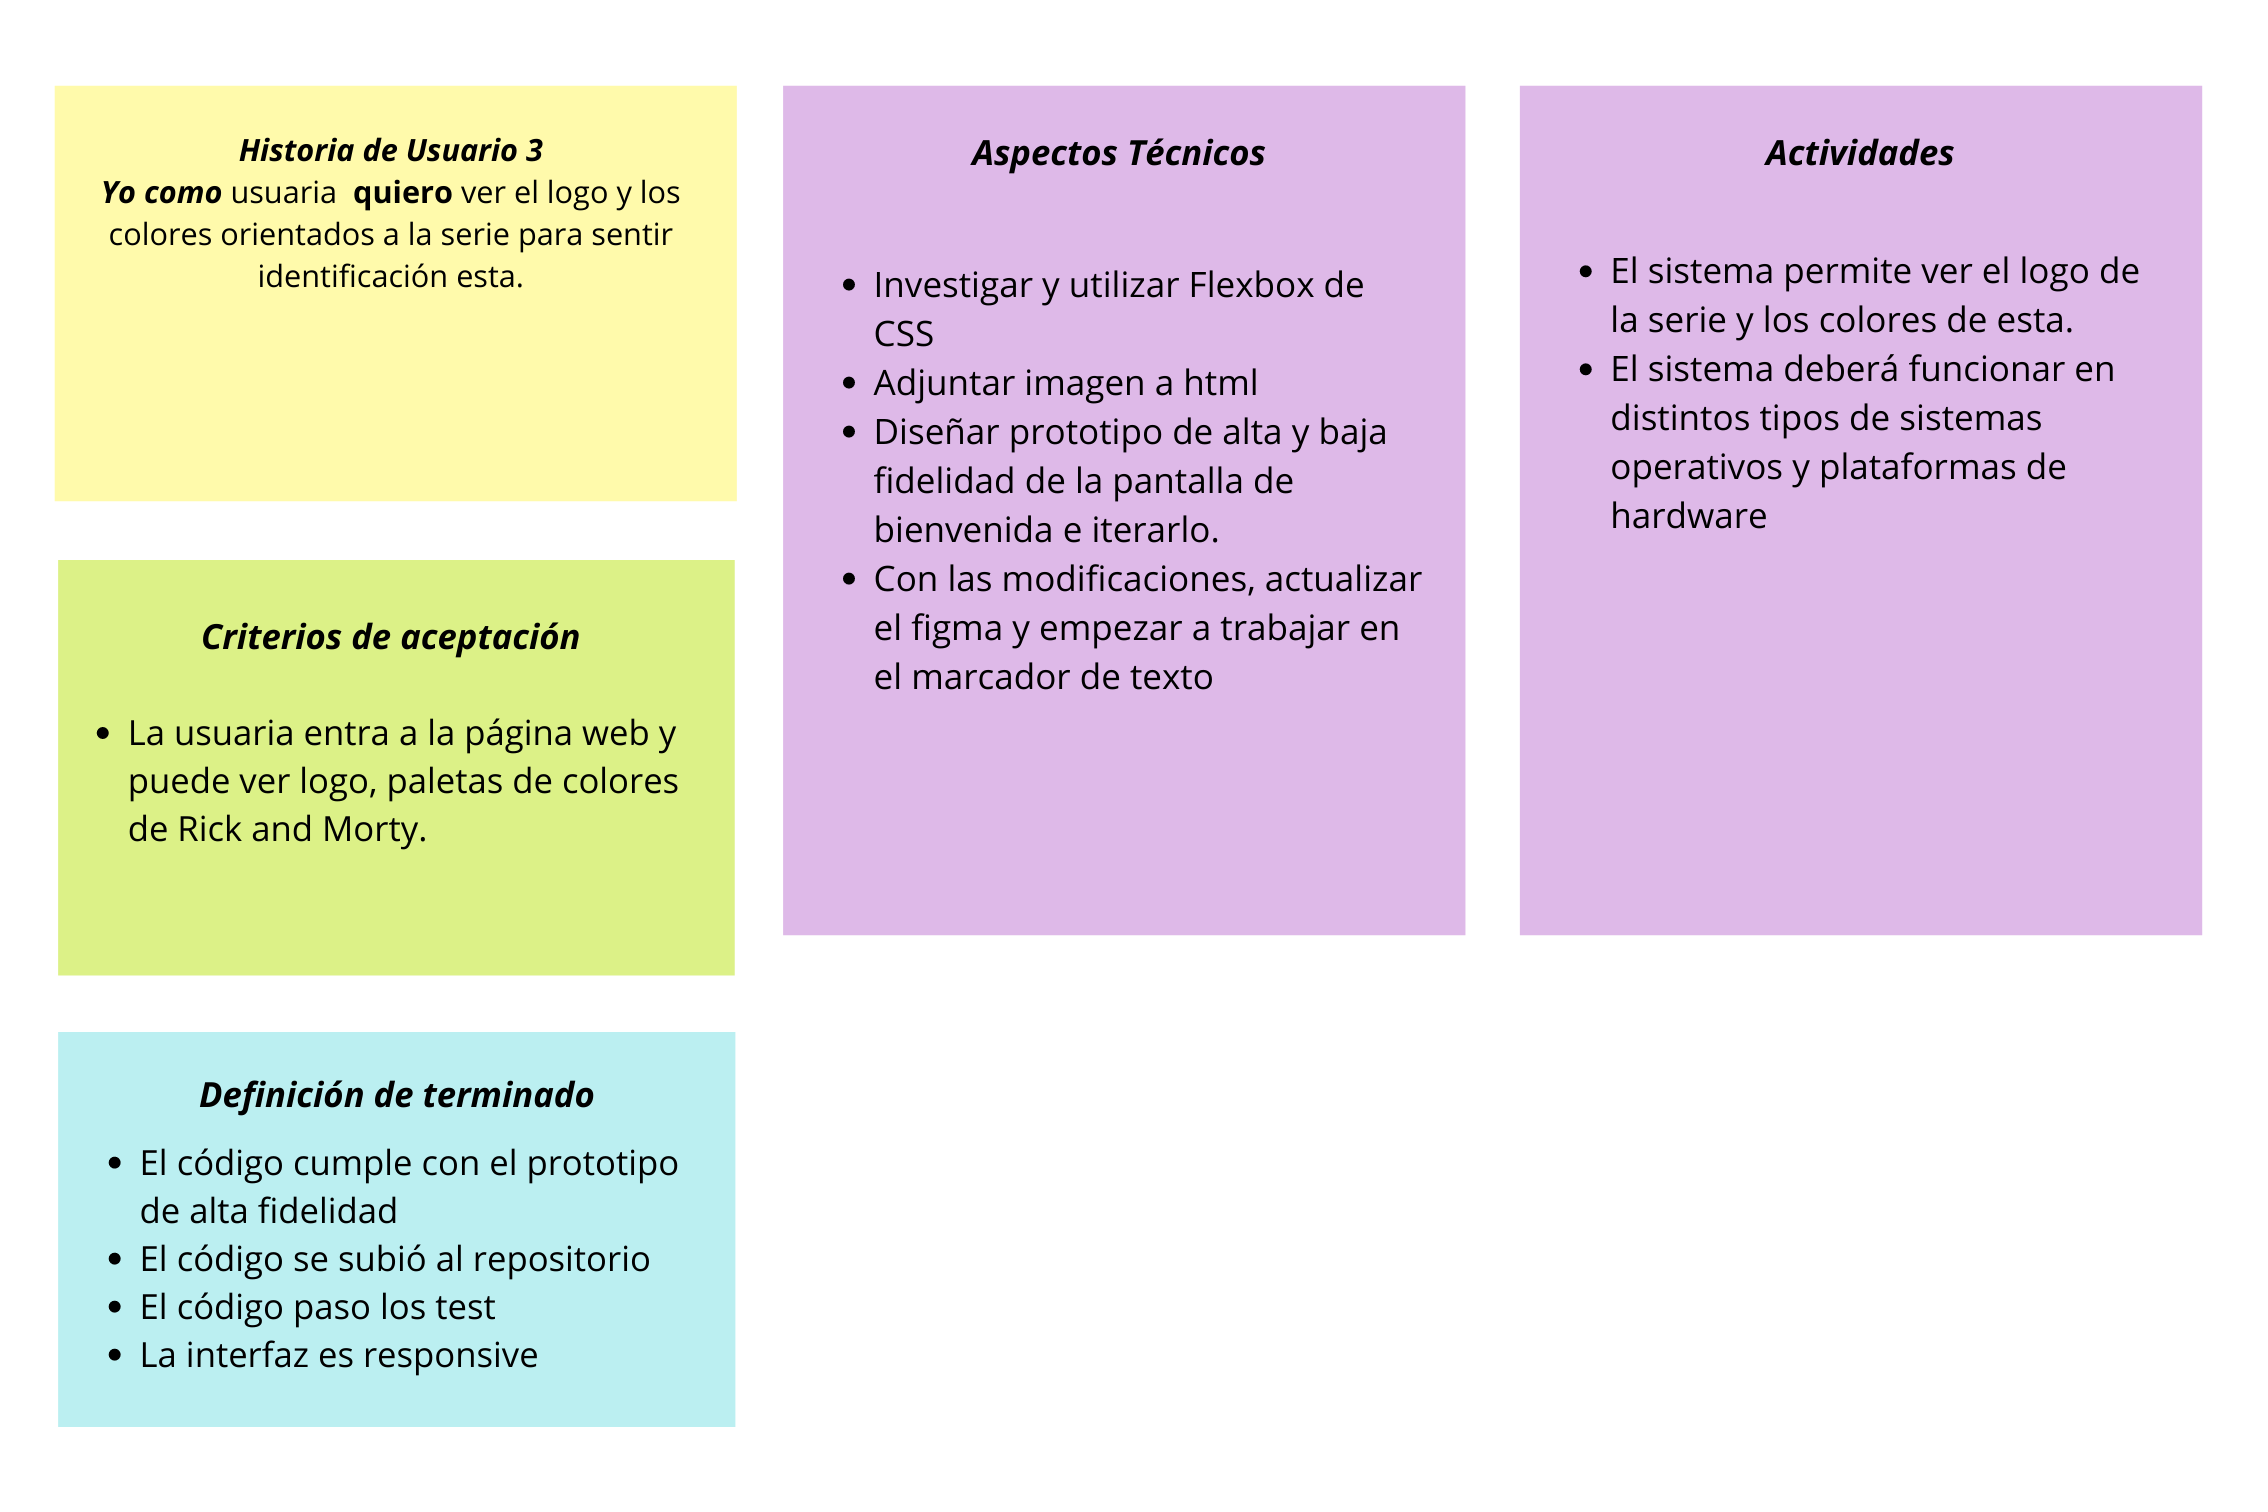 Historia de Usuario 3
Yo como usuaria  quiero ver el logo y los
colores orientados a la serie para sentir
identificación esta.
Criterios de aceptación
• La usuaria entra a la página web y
puede ver logo, paletas de colores
de Rick and Morty.
Definición de terminado
• El código cumple con el prototipo
de alta fidelidad
• El código se subió al repositorio
• El código paso los test
• La interfaz es responsive
Aspectos Técnicos
• Investigar y utilizar Flexbox de
CSS
• Adjuntar imagen a html
• Diseñar prototipo de alta y baja
fidelidad de la pantalla de
bienvenida e iterarlo.
• Con las modificaciones, actualizar
el figma y empezar a trabajar en
el marcador de texto
Actividades
• El sistema permite ver el logo de
la serie y los colores de esta.
• El sistema deberá funcionar en
distintos tipos de sistemas
operativos y plataformas de
hardware